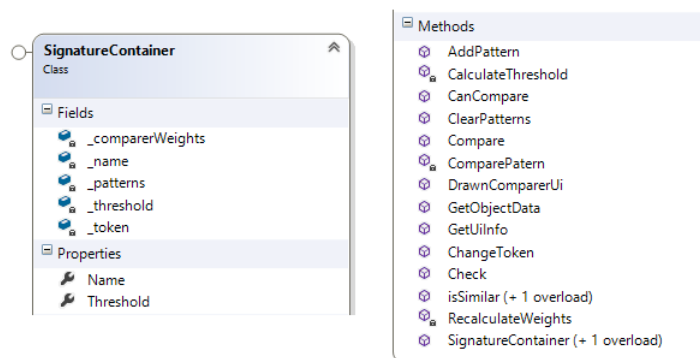 SignatureContainer
Class
Fields
_comparerWeights
_name
_patterns
_threshold
_token
Properties
Name
Threshold
Methods
AddPattern
CalculateThreshold
CanCompare
ClearPatterns
Compare
ComparePatern
DrawnComparerUi
GetObjectData
GetUiInfo
ChangeToken
Check
isSimilar (+ 1 overload)
RecalculateWeights
SignatureContainer (+ 1 overload)